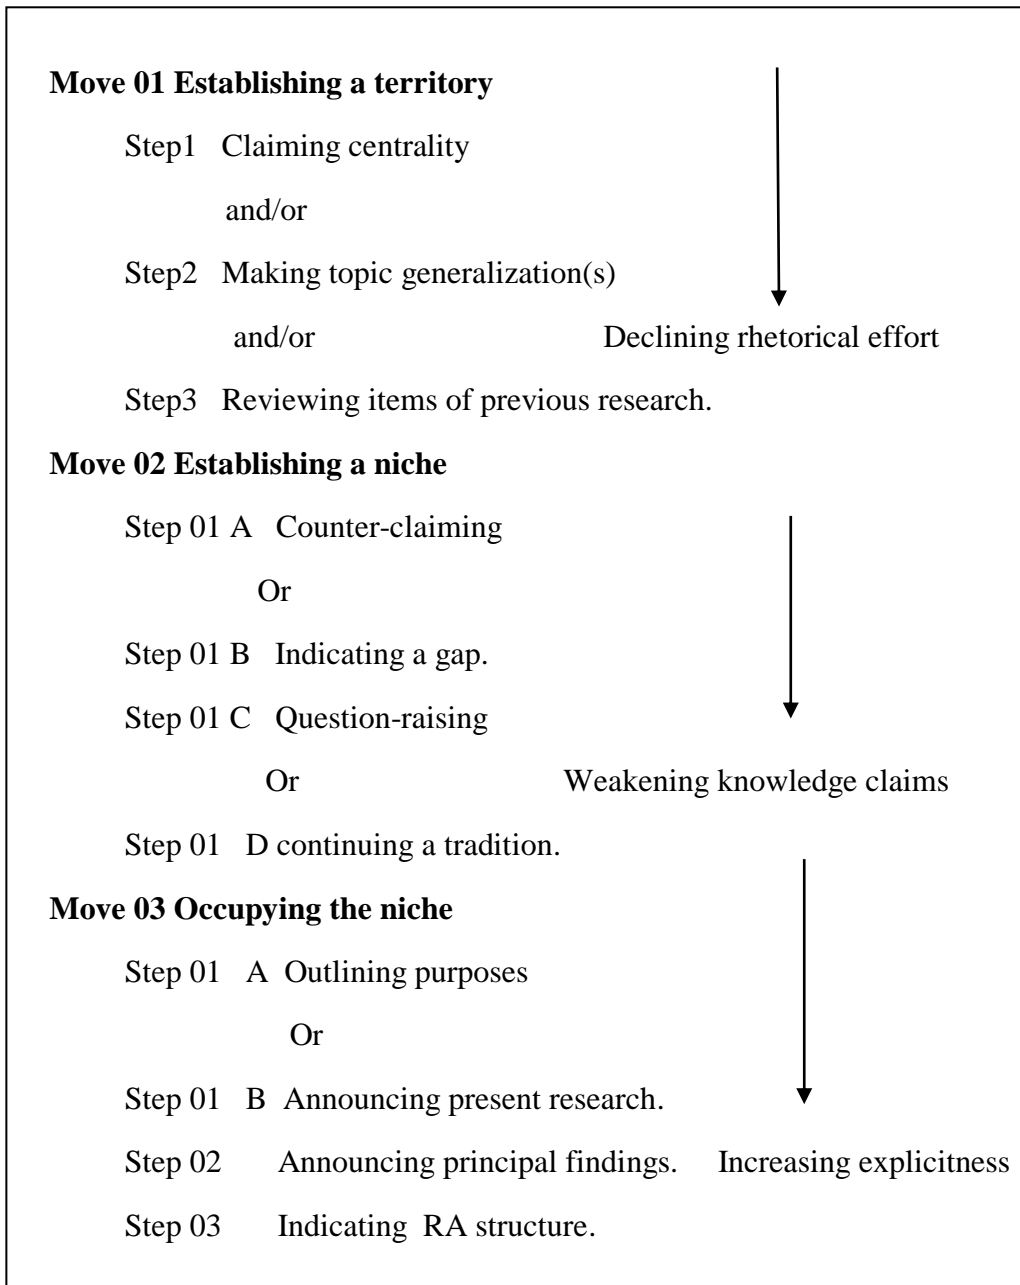 Move 01 Establishing a territory
Step1 Claiming centrality
and/or
Step2 Making topic generalization(s)
and/or Declining rhetorical effort
Step3 Reviewing items of previous research.
Move 02 Establishing a niche
Step 01 A Counter-claiming
Or
Step 01 B Indicating a gap.
Step 01 C Question-raising
Or Weakening knowledge claims
Step 01 D continuing a tradition.
Move 03 Occupying the niche
Step 01 A Outlining purposes
Or
Step 01 B Announcing present research.
Step 02 Announcing principal findings. Increasing explicitness
Step 03 Indicating RA structure.